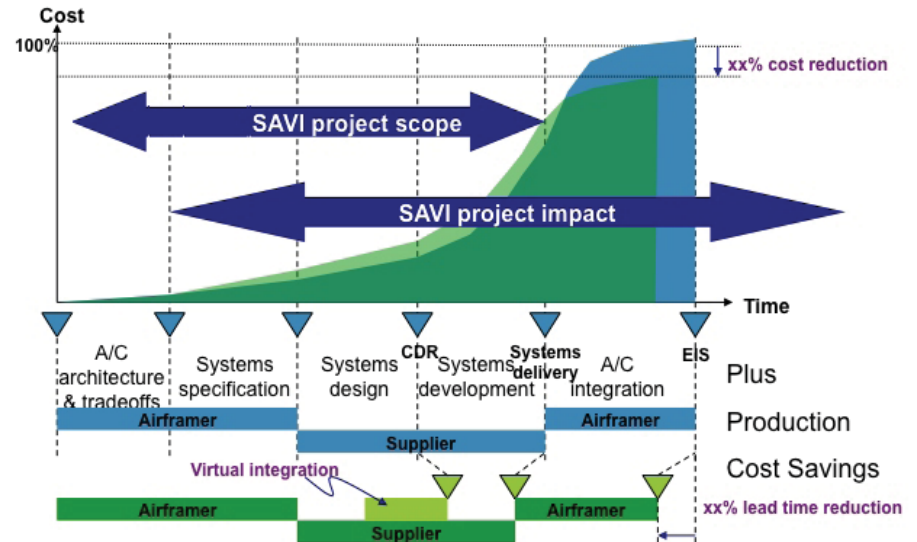 Cost
100%
xx% cost reduction
SAVI project scope
SAVI project impact
Time
A/C
architecture
& tradeoffs
Systems
specification
Systems
design
CDR
Systems
development
Systems
delivery
A/C
integration
EIS
Plus
Production
Cost Savings
Airframer
Supplier
Airframer
Virtual integration
Airframer
Supplier
Airframer
xx% lead time reduction